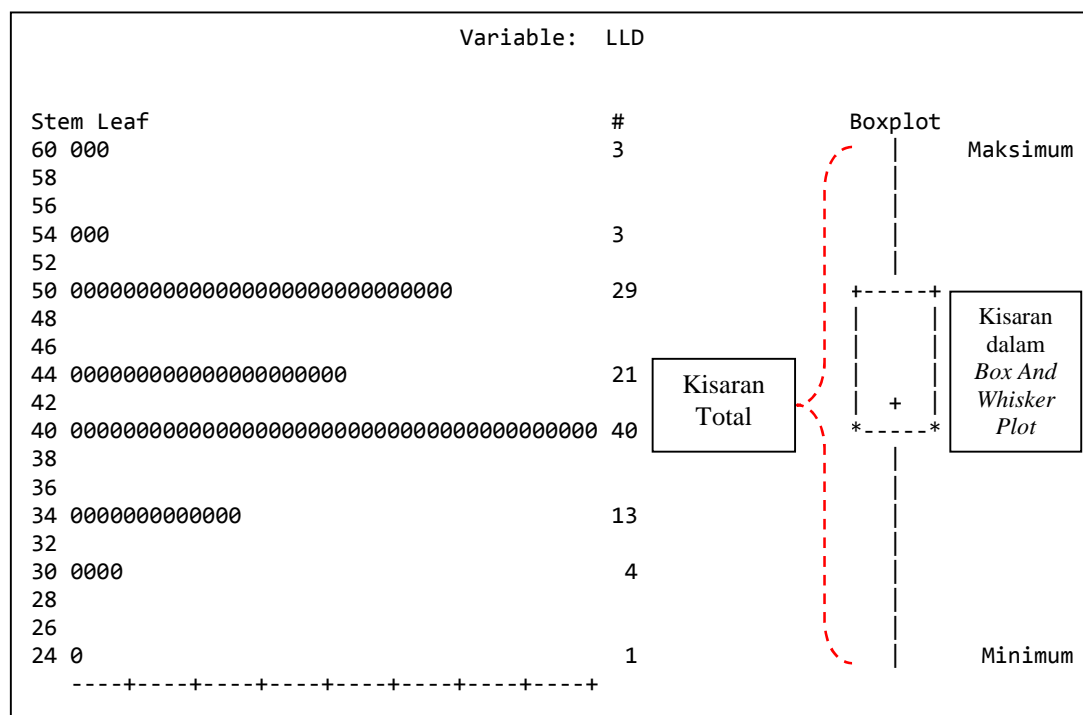 Variable:  LLD
Stem Leaf                                  #             Boxplot
60 000                                     3                |       Maksimum
58                                                          |
56                                                          |
54 000                                     3                |
52                                                          |
50 00000000000000000000000000000          29             +-----+
48                                                       |     |
46                                                       |     |
44 000000000000000000000                  21             |     |
42                                                       |  +  |
40 0000000000000000000000000000000000000000 40           *-----*
38                                                          |
36                                                          |
34 0000000000000                          13                |
32                                                          |
30 0000                                    4                |
28                                                          |
26                                                          |
24 0                                       1                |       Minimum
----+----+----+----+----+----+----+----+
Kisaran
Total
Kisaran
dalam
Box And
Whisker
Plot